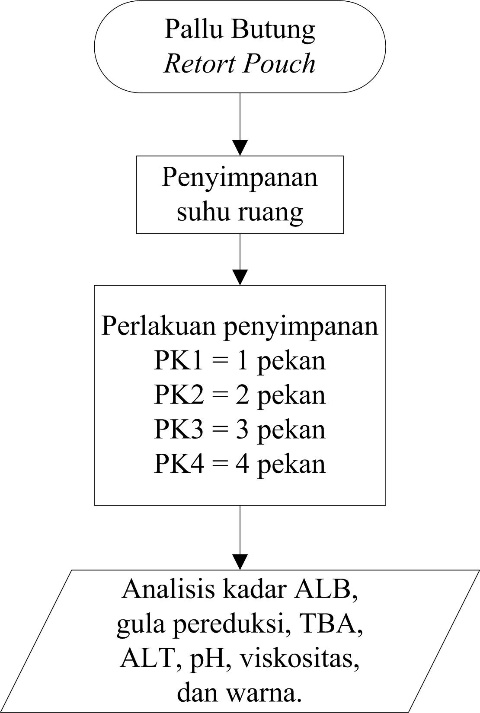 Pallu Butung
Retort Pouch
Penyimpanan
suhu ruang
Perlakuan penyimpanan
PK1 = 1 pekan
PK2 = 2 pekan
PK3 = 3 pekan
PK4 = 4 pekan
Analisis kadar ALB,
gula pereduksi, TBA,
ALT, pH, viskositas,
dan warna.